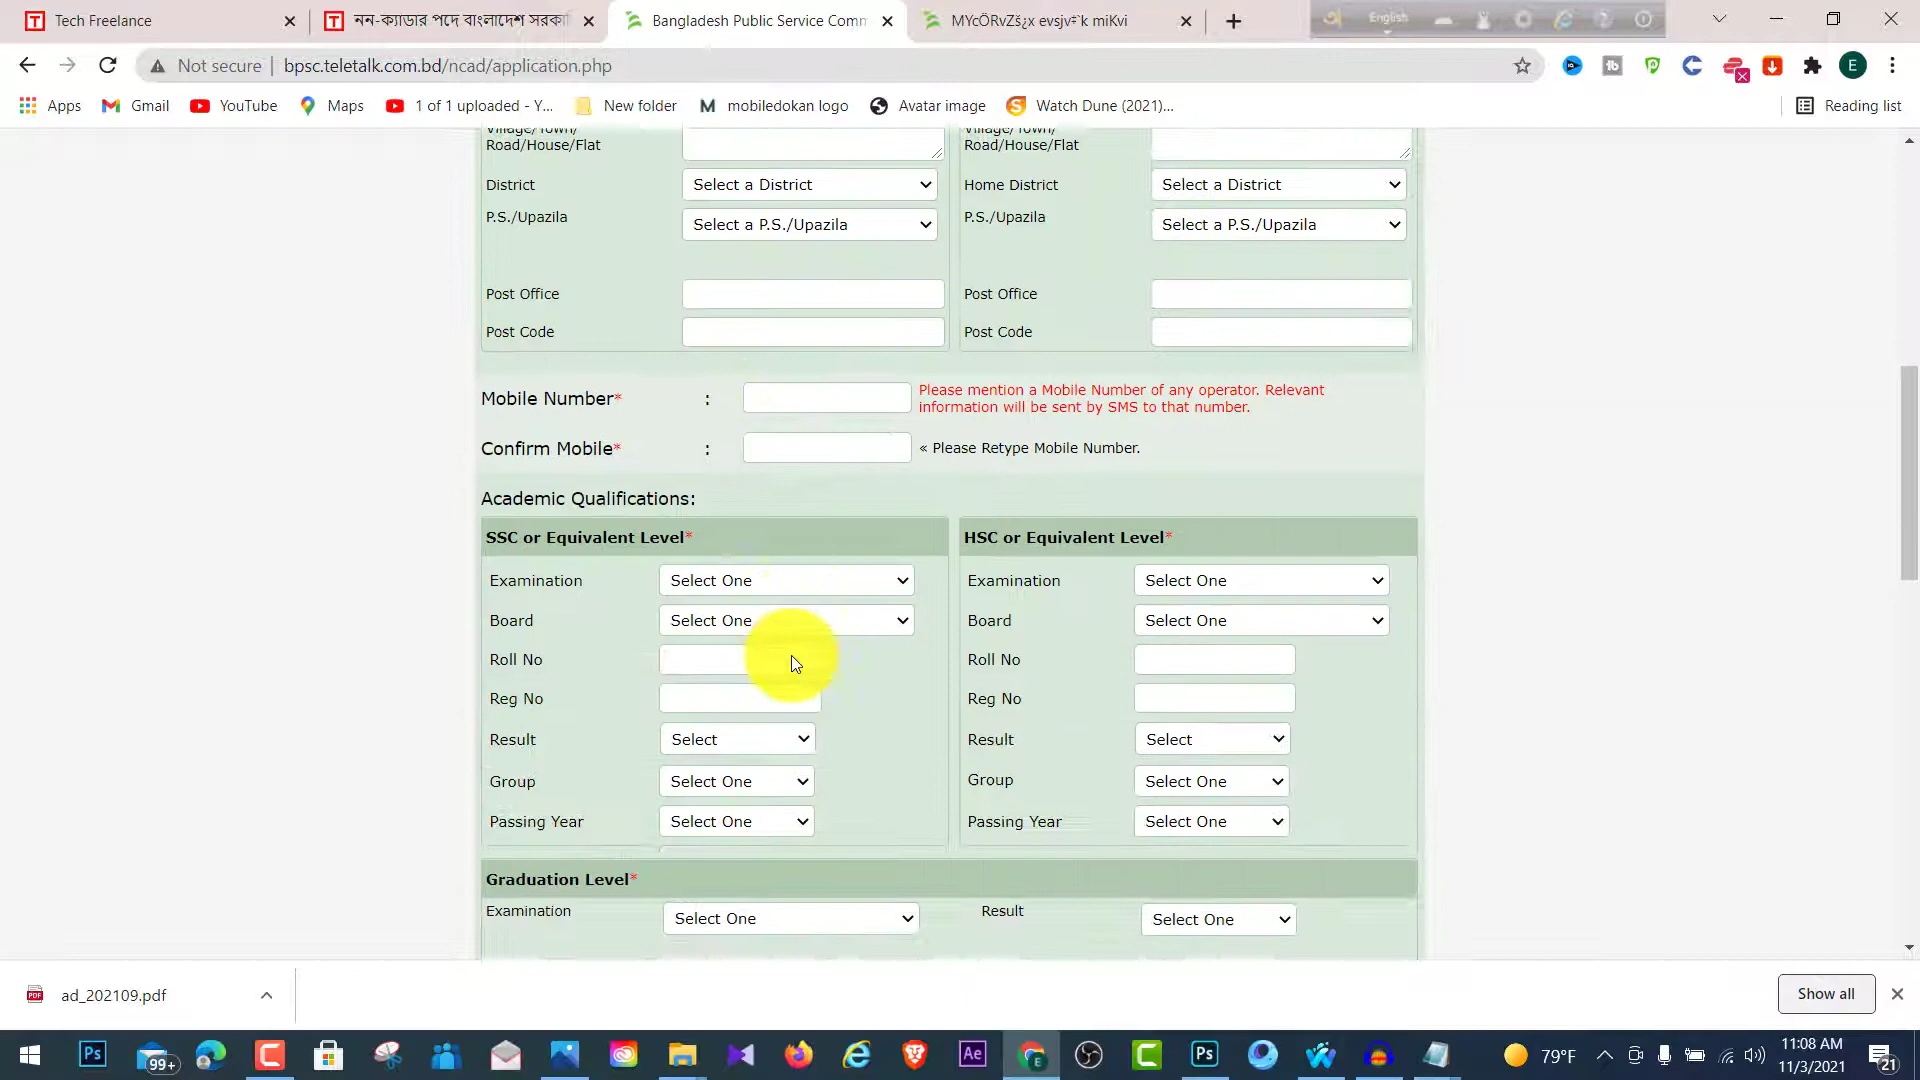 Tech Freelance
নন-ক্যাডার পদে বাংলাদেশ সরকা
Bangladesh Public Service Comm
MYcÖRvZš¿x evsjv‡`k miKvi
English
Not secure
bpsc.teletalk.com.bd/ncad/application.php
Apps
Gmail
YouTube
Maps
1 of 1 uploaded - Y...
New folder
mobiledokan logo
Avatar image
Watch Dune (2021)...
Reading list
Village/Town/
Road/House/Flat
Village/Town/
Road/House/Flat
District
Select a District
Home District
Select a District
P.S./Upazila
Select a P.S./Upazila
P.S./Upazila
Select a P.S./Upazila
Post Office
Post Office
Post Code
Post Code
Mobile Number* :
Please mention a Mobile Number of any operator. Relevant
information will be sent by SMS to that number.
Confirm Mobile* :
« Please Retype Mobile Number.
Academic Qualifications:
SSC or Equivalent Level*
HSC or Equivalent Level*
Examination
Select One
Examination
Select One
Board
Select One
Board
Select One
Roll No
Roll No
Reg No
Reg No
Result
Select
Result
Select
Group
Select One
Group
Select One
Passing Year
Select One
Passing Year
Select One
Graduation Level*
Examination
Select One
Result
Select One
ad_202109.pdf
Show all
99+
79°F
11:08 AM
11/3/2021
21